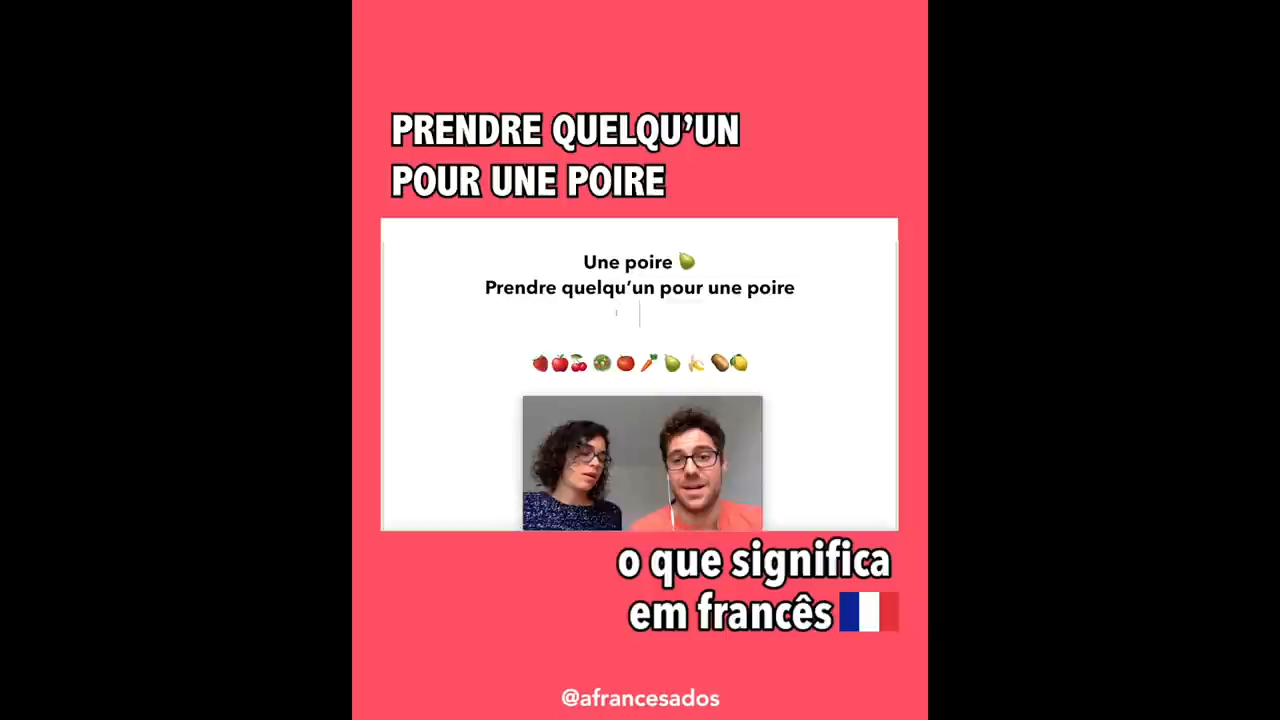 PRENDRE QUELQU’UN
POUR UNE POIRE
Une poire
Prendre quelqu’un pour une poire
o que significa
em francês
@afrancesados